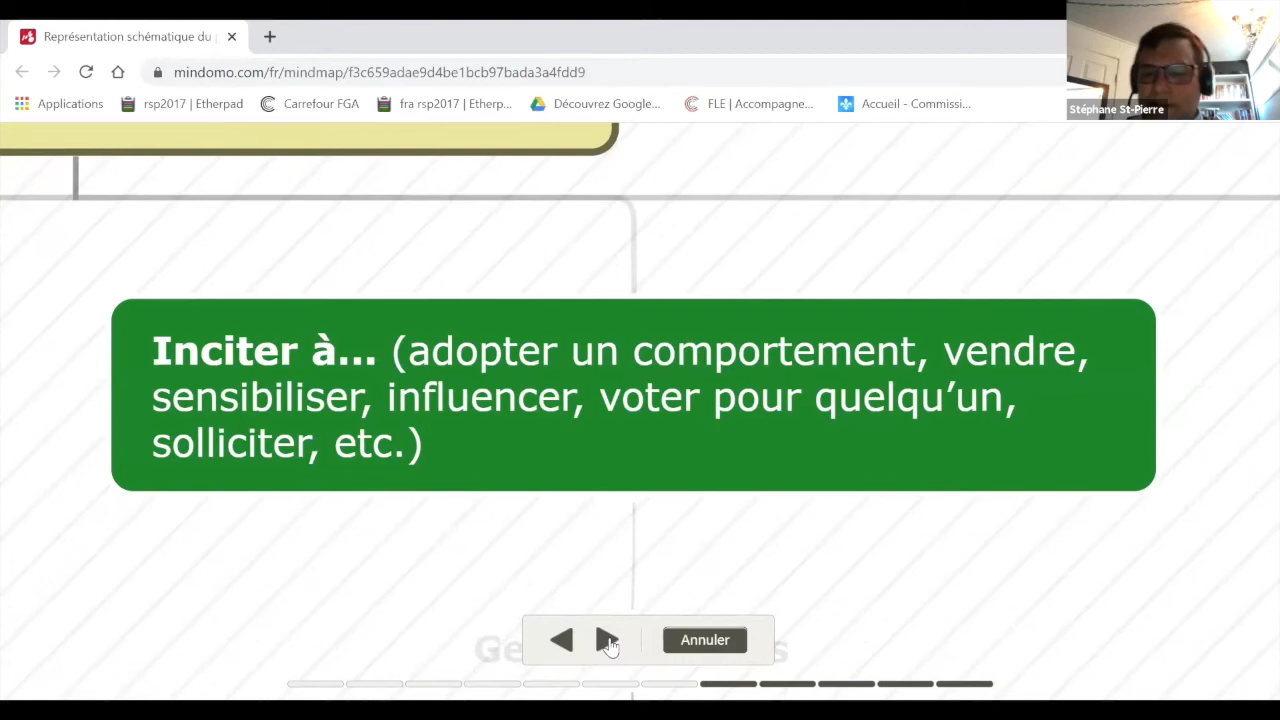 Représentation schématique du
mindomo.com/fr/mindmap/f3c659adae9d4be1bcb97bada3a4fdd9
Applications
rsp2017 | Etherpad
Carrefour FGA
fra rsp2017 | Etherp...
Découvrez Google...
FLE | Accompagne...
Accueil - Commissi...
Stéphane St-Pierre
Inciter à... (adopter un comportement, vendre,
sensibiliser, influencer, voter pour quelqu’un,
solliciter, etc.)
Annuler